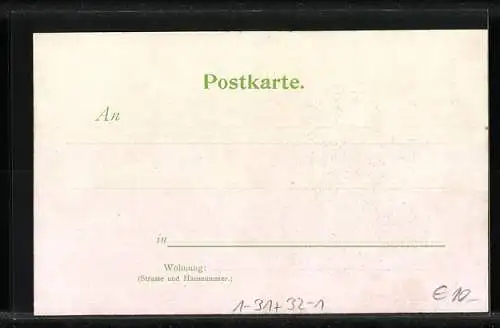 Postkarte.
An
in
Wohnung:
(Strasse und Hausnummer.)
1-31+32-1
€10-